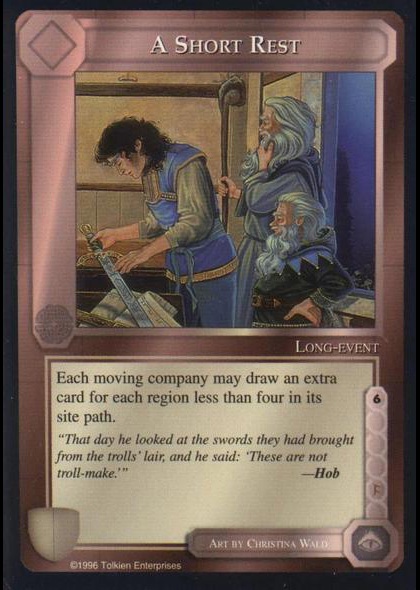 A Short Rest
Long-event
Each moving company may draw an extra
card for each region less than four in its
site path.
“That day he looked at the swords they had brought
from the trolls’ lair, and he said: ‘These are not
troll-make.’”
—Hob
6
F
Art by Christina Wald
©1996 Tolkien Enterprises